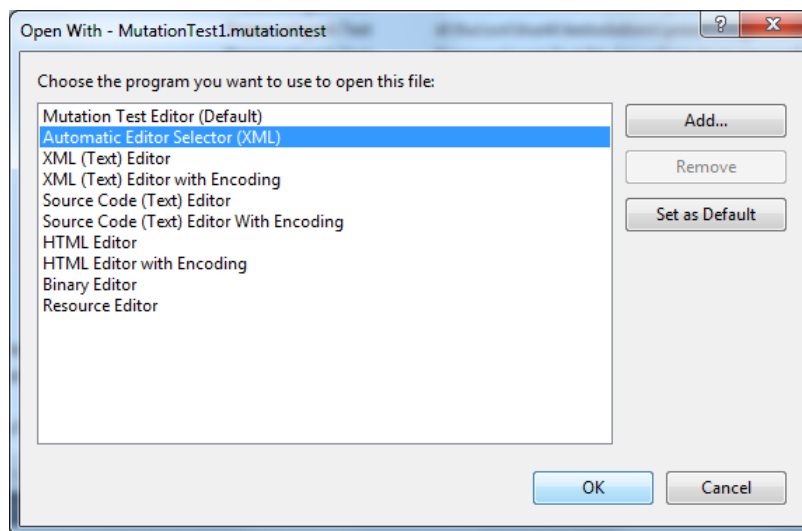 Open With - MutationTest1.mutationtest
Choose the program you want to use to open this file:
Mutation Test Editor (Default)
Automatic Editor Selector (XML)
XML (Text) Editor
XML (Text) Editor with Encoding
Source Code (Text) Editor
Source Code (Text) Editor With Encoding
HTML Editor
HTML Editor with Encoding
Binary Editor
Resource Editor
Add...
Remove
Set as Default
OK
Cancel